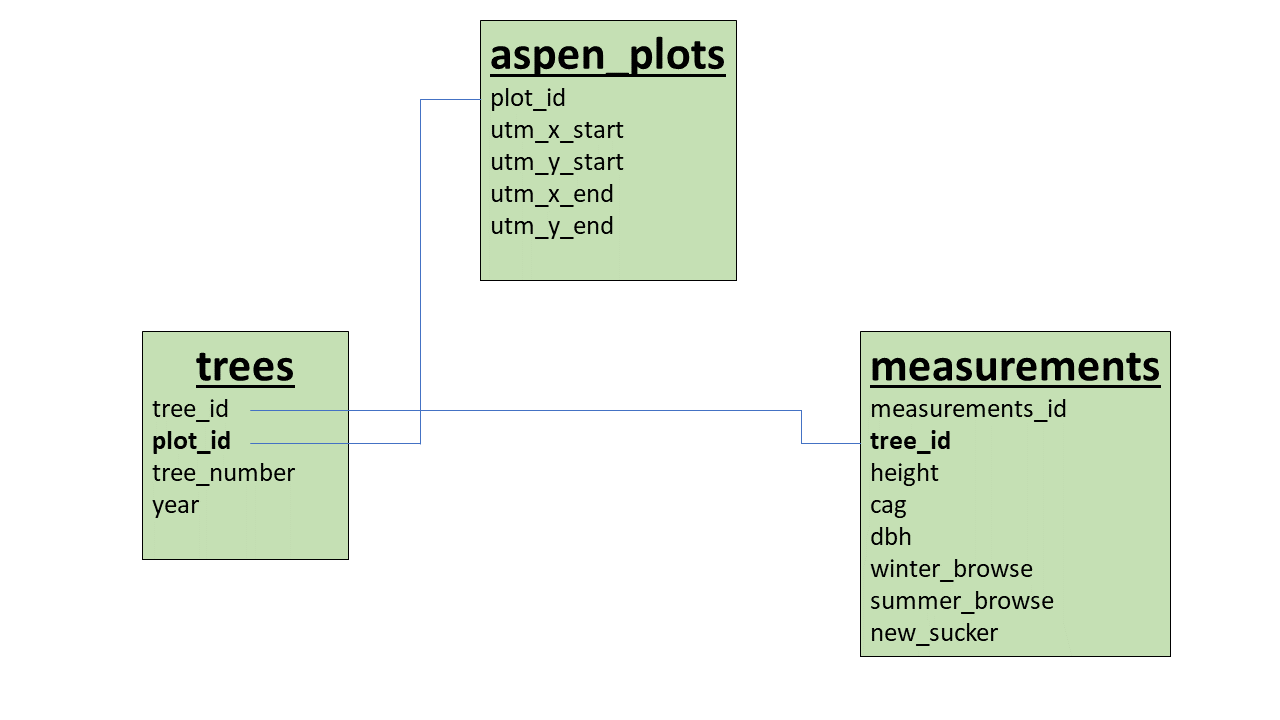 aspen_plots
plot_id
utm_x_start
utm_y_start
utm_x_end
utm_y_end
trees
tree_id
plot_id
tree_number
year
measurements
measurements_id
tree_id
height
cag
dbh
winter_browse
summer_browse
new_sucker